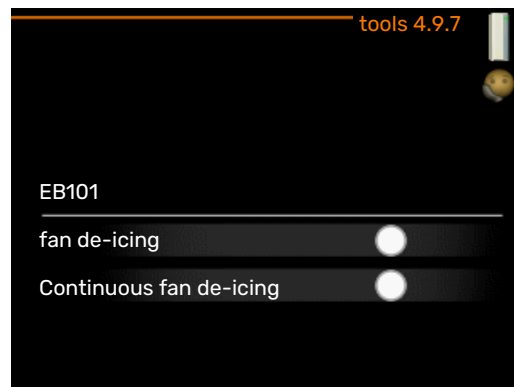 tools 4.9.7
EB101
fan de-icing
Continuous fan de-icing